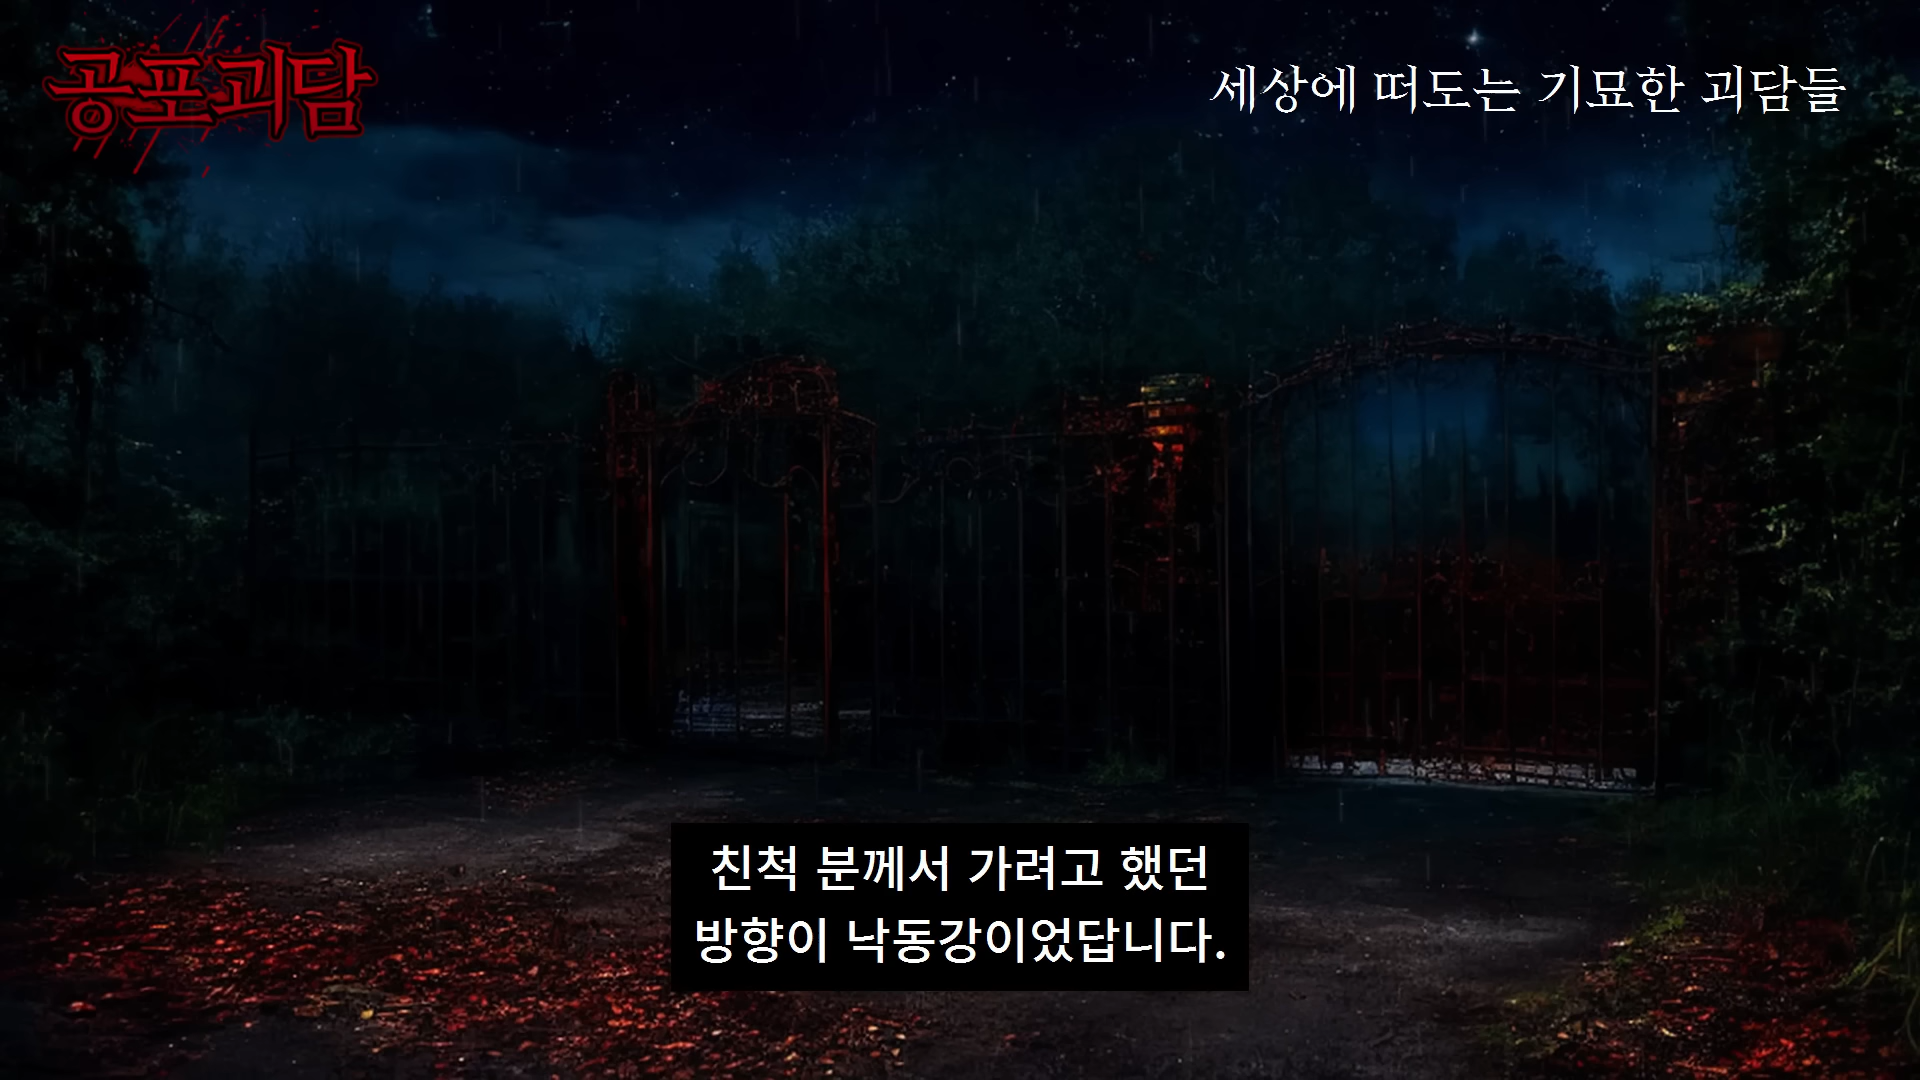 공포괴담
세상에 떠도는 기묘한 괴담들
친척 분께서 가려고 했던
방향이 낙동강이었답니다.